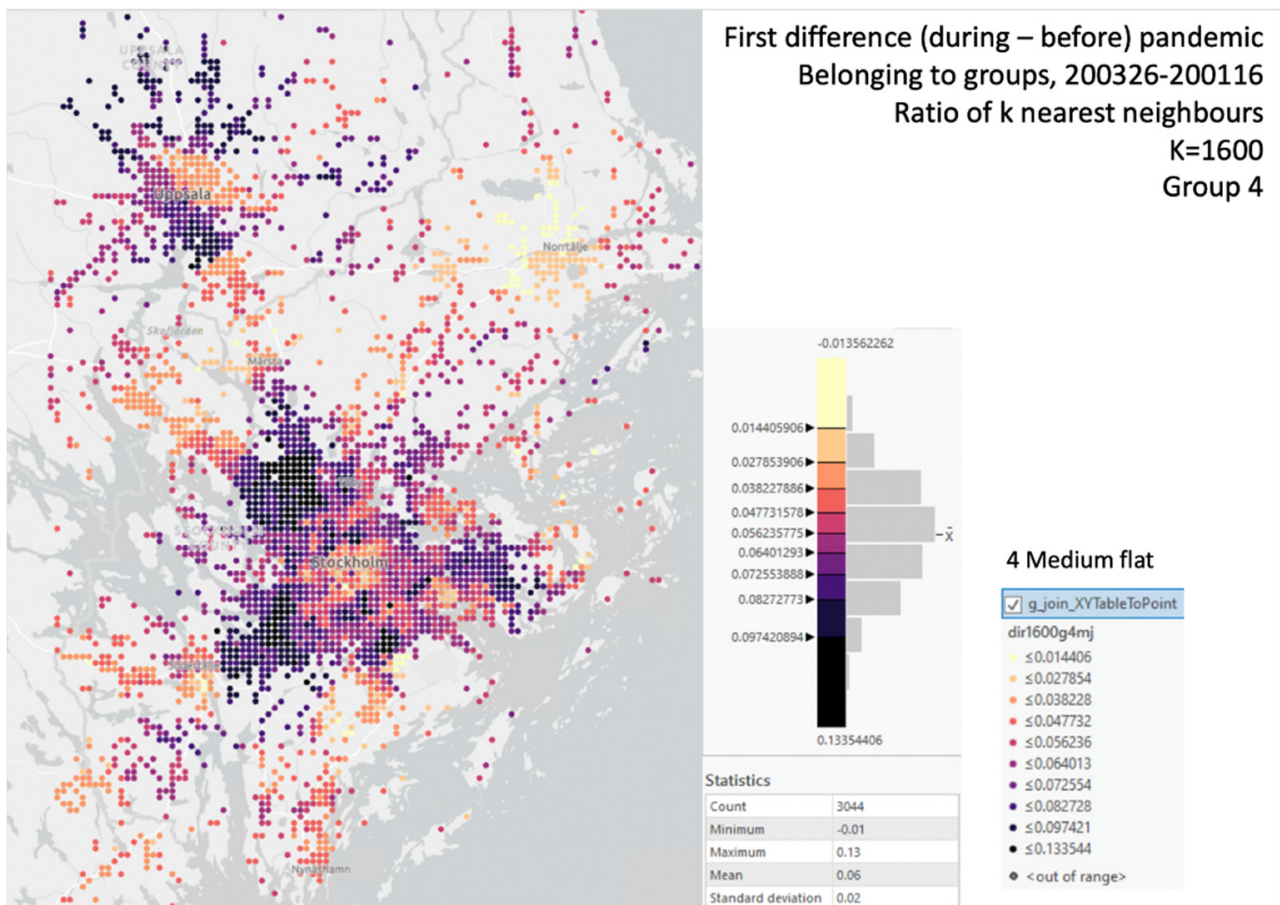 First difference (during – before) pandemic
Belonging to groups, 200326-200116
Ratio of k nearest neighbours
K=1600
Group 4
UPPSALA
COUNTY
Uppsala
Norrtälje
Skofjärden
Märsta
COUNTY
Stockholm
Nynäshamn
-0.013562262
0.014405906
0.027853906
0.038227886
0.047731578
0.056235775
0.06401293
0.072553888
0.08272773
0.097420894
0.13354406
x̄
4 Medium flat
g_join_XYTableToPoint
dir1600g4mj
≤0.014406
≤0.027854
≤0.038228
≤0.047732
≤0.056236
≤0.064013
≤0.072554
≤0.082728
≤0.097421
≤0.133544
<out of range>
Statistics
Count 3044
Minimum -0.01
Maximum 0.13
Mean 0.06
Standard deviation 0.02